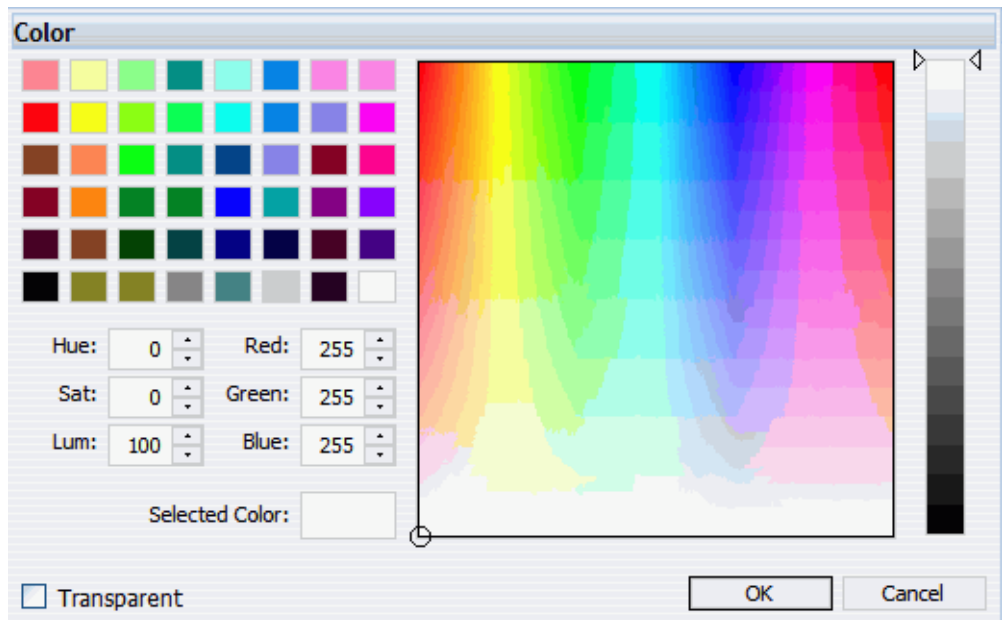 Color
Hue: 0 Red: 255
Sat: 0 Green: 255
Lum: 100 Blue: 255
Selected Color:
Transparent OK Cancel